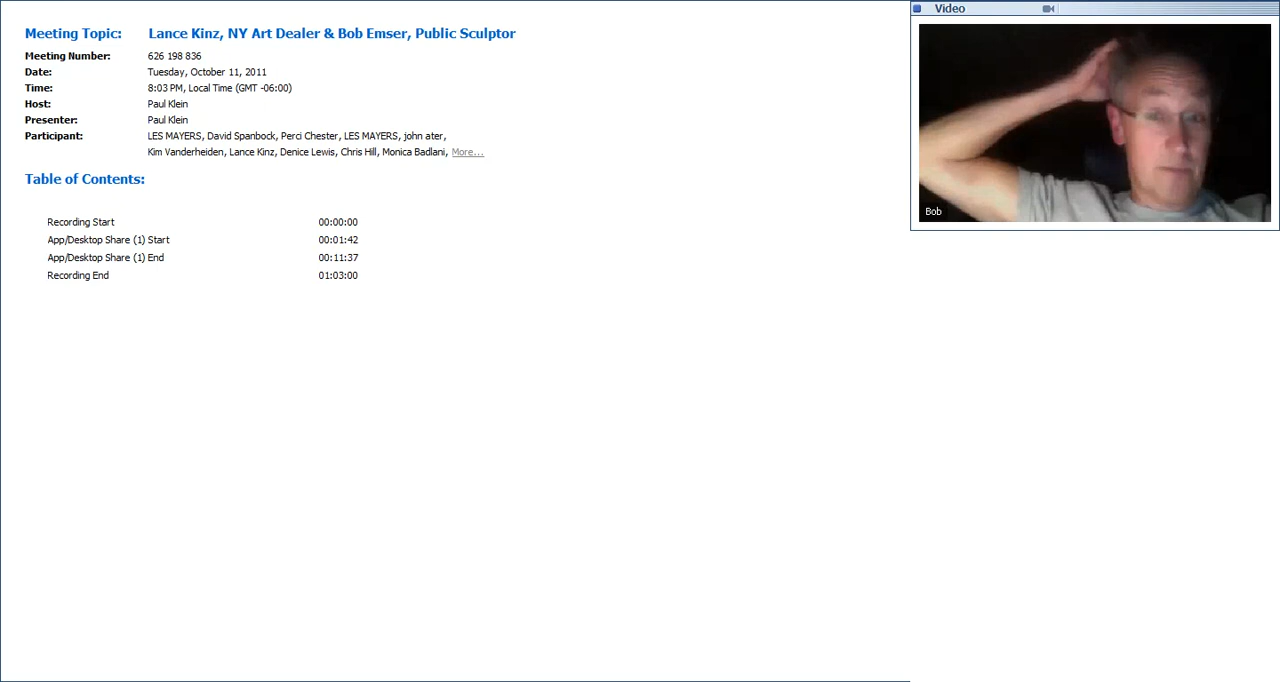 Meeting Topic: Lance Kinz, NY Art Dealer & Bob Emser, Public Sculptor
Meeting Number: 626 198 836
Date: Tuesday, October 11, 2011
Time: 8:03 PM, Local Time (GMT -06:00)
Host: Paul Klein
Presenter: Paul Klein
Participant: LES MAYERS, David Spanbock, Perci Chester, LES MAYERS, john ater,
Kim Vanderheiden, Lance Kinz, Denice Lewis, Chris Hill, Monica Badlani, More...
Table of Contents:
Recording Start 00:00:00
App/Desktop Share (1) Start 00:01:42
App/Desktop Share (1) End 00:11:37
Recording End 01:03:00
Video
Bob